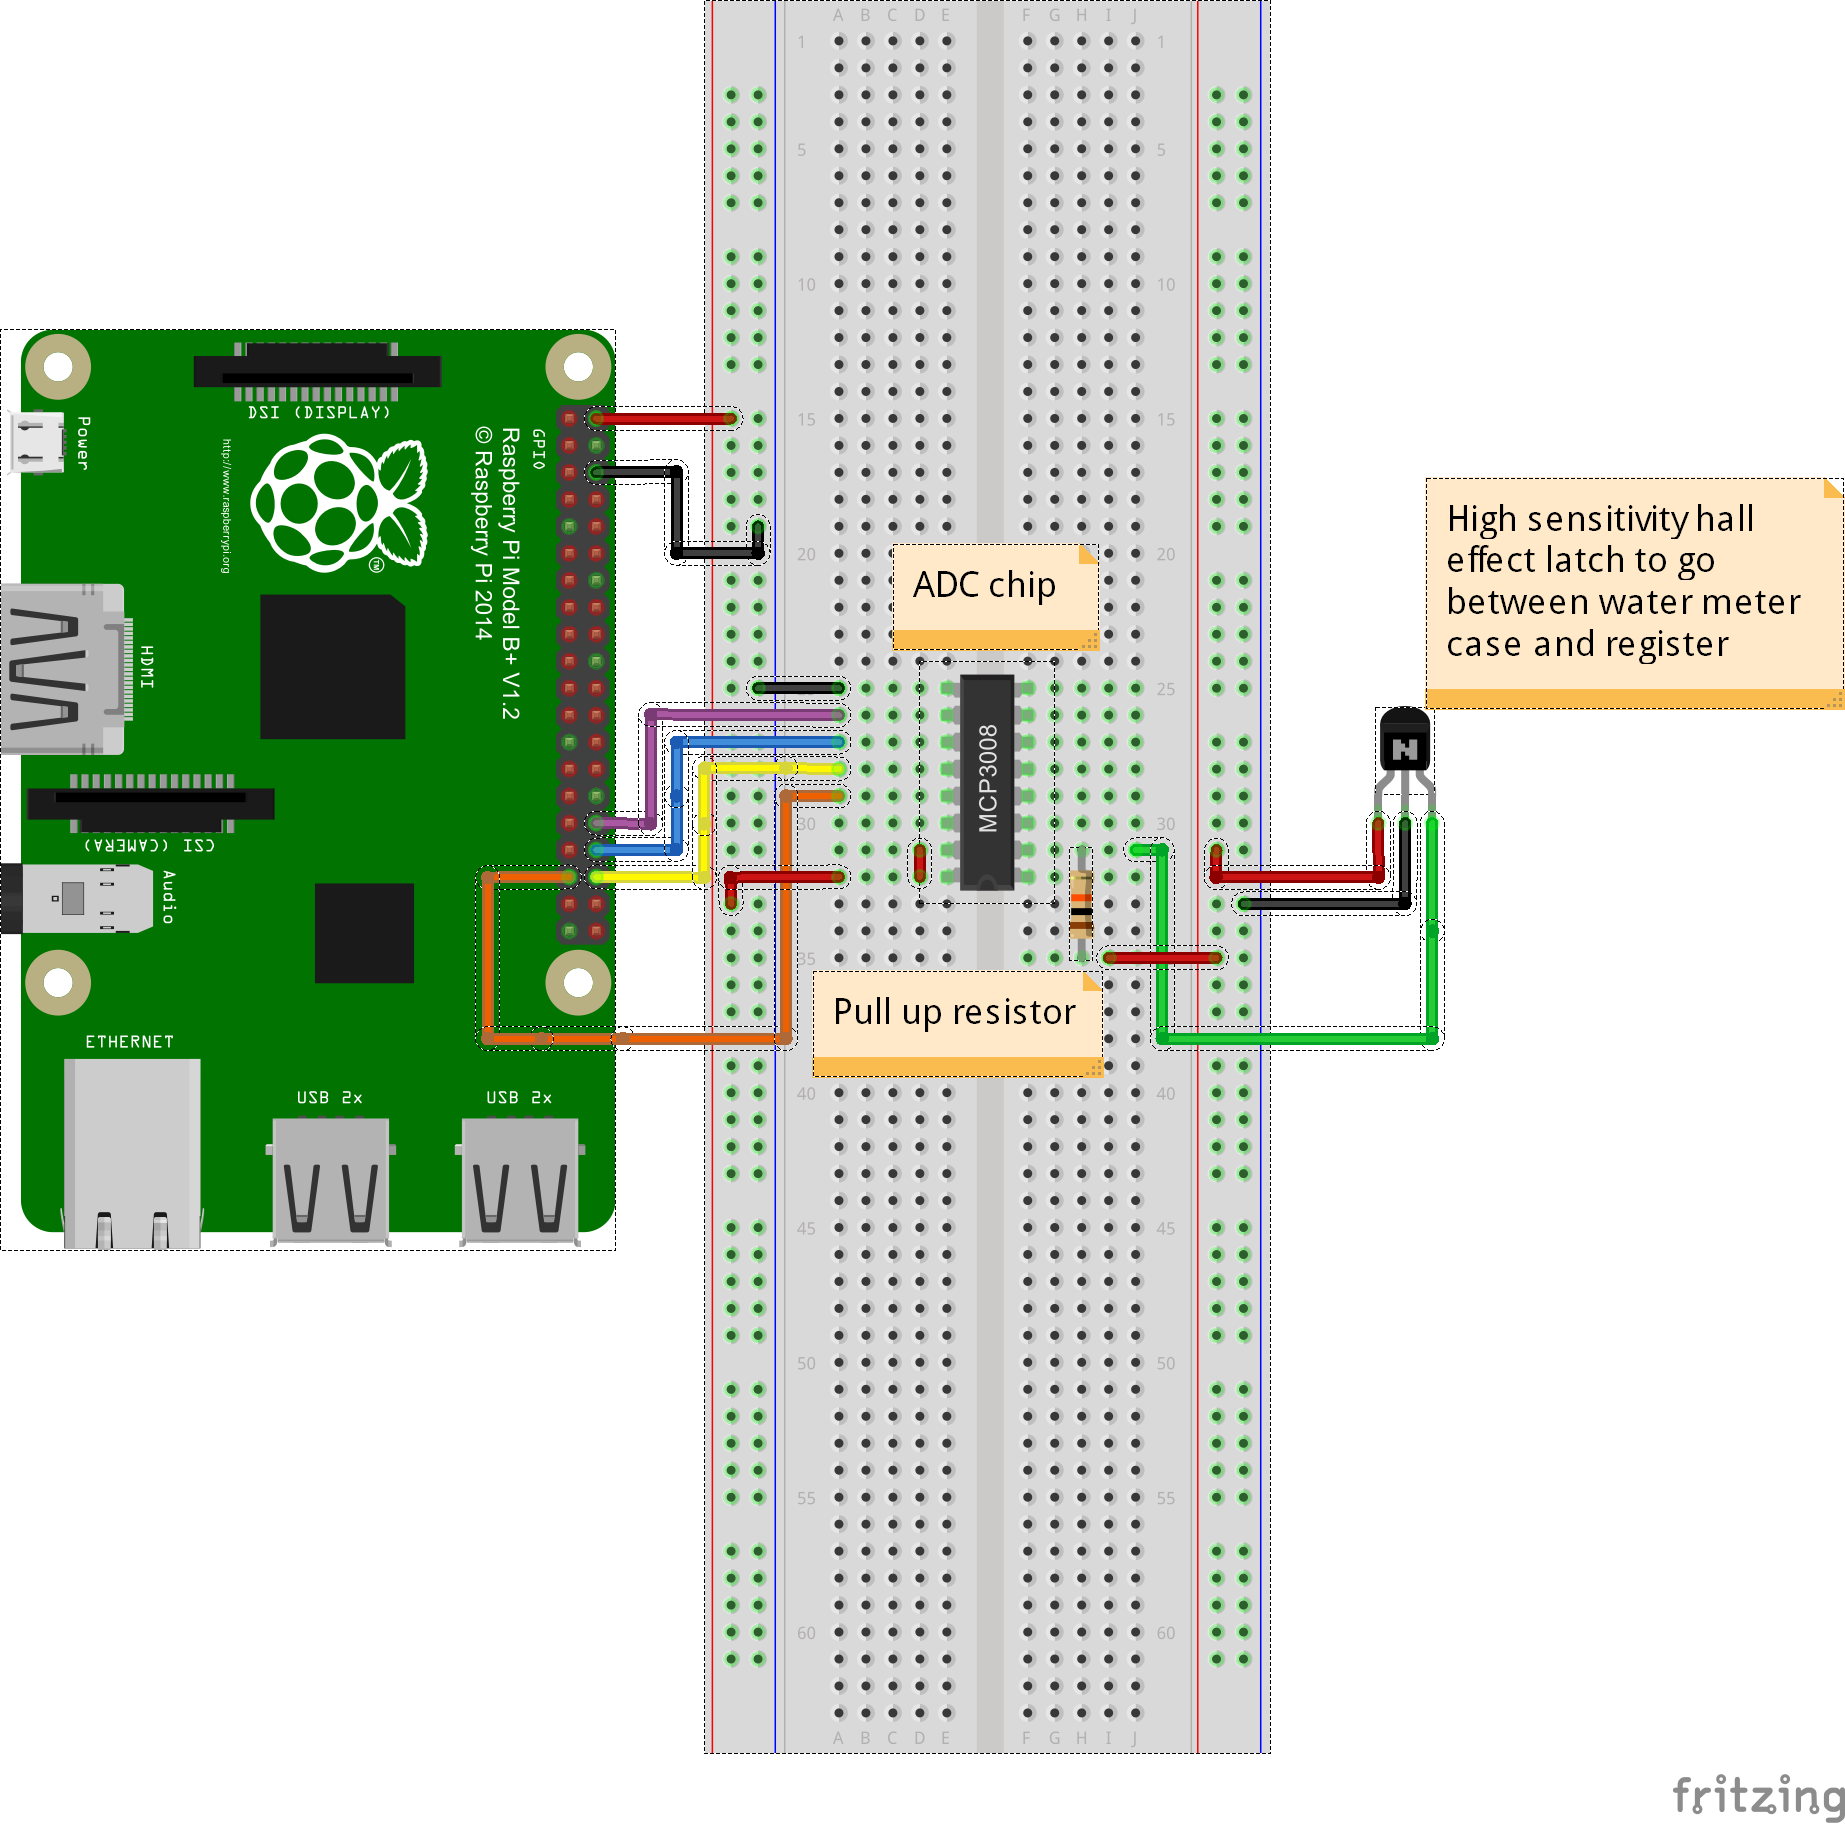 A B C D E F G H I J
1 1
5 5
10 10
15 15
20 20
25 25
30 30
35
40 40
45 45
50 50
55 55
60 60
A B C D E F G H I J
DSI (DISPLAY)
Power
http://www.raspberrypi.org
TM
GPIO
Raspberry Pi Model B+ V1.2
© Raspberry Pi 2014
HDMI
CSI (CAMERA)
Audio
ETHERNET
USB 2x
USB 2x
ADC chip
MCP3008
Pull up resistor
High sensitivity hall
effect latch to go
between water meter
case and register
N
fritzing